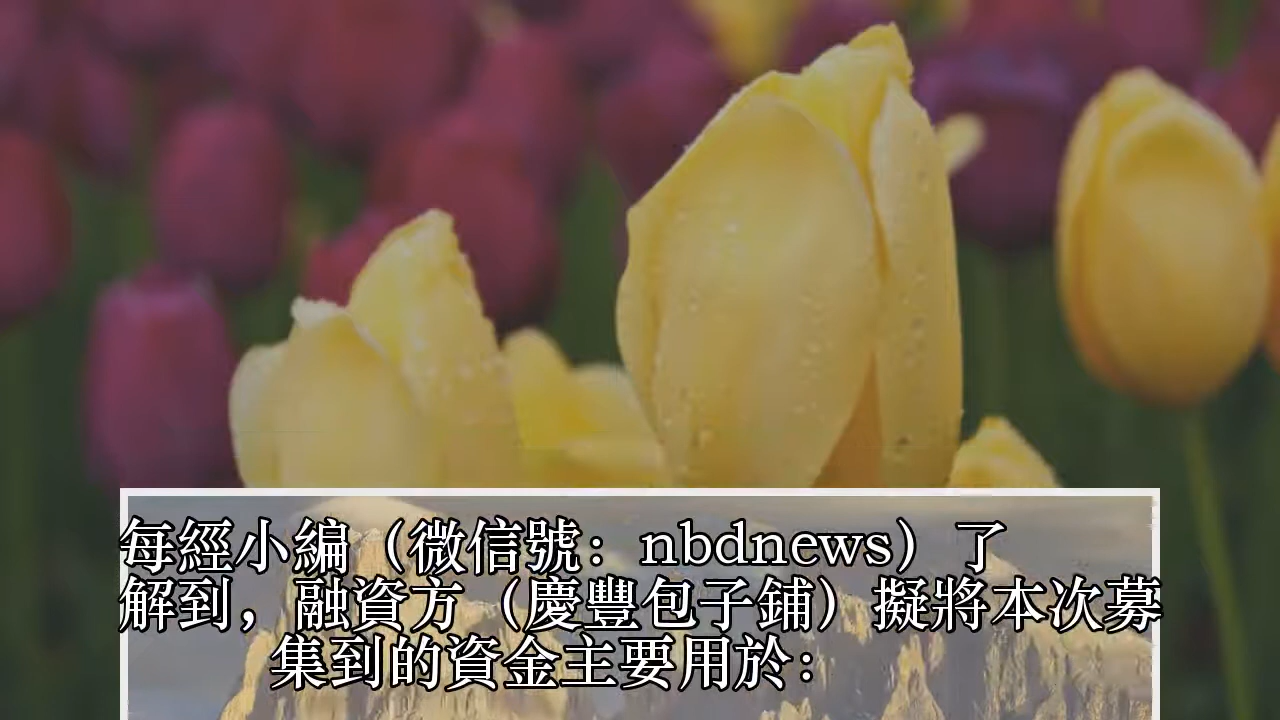 每經小編（微信號：nbdnews）了
解到，融資方（慶豐包子鋪）擬將本次募
集到的資金主要用於：